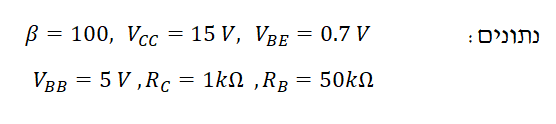 נתונים: β = 100, V_CC = 15 V, V_BE = 0.7 V
V_BB = 5 V , R_C = 1kΩ , R_B = 50kΩ